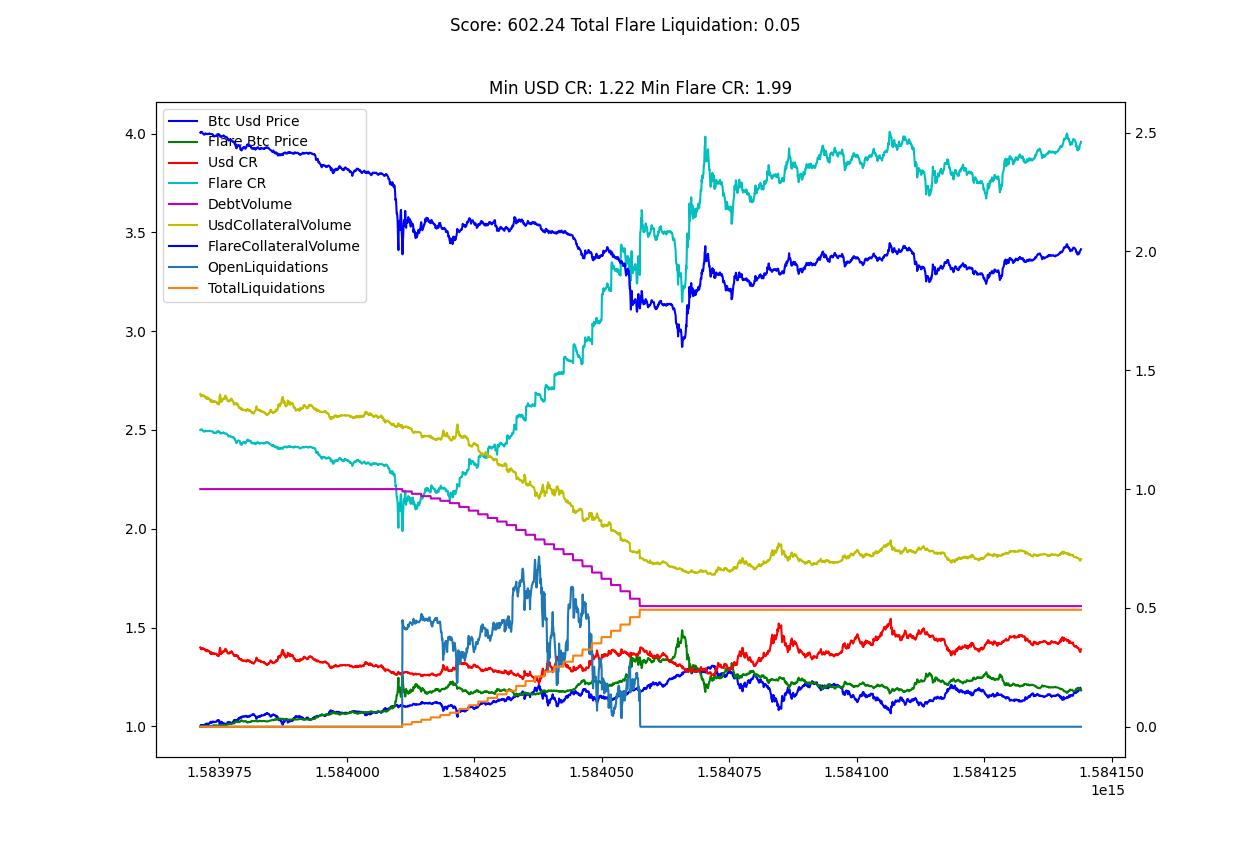 Score: 602.24 Total Flare Liquidation: 0.05
Min USD CR: 1.22 Min Flare CR: 1.99
Btc Usd Price
Flare Btc Price
Usd CR
Flare CR
DebtVolume
UsdCollateralVolume
FlareCollateralVolume
OpenLiquidations
TotalLiquidations
4.0
3.5
3.0
2.5
2.0
1.5
1.0
2.5
2.0
1.5
1.0
0.5
0.0
1.583975 1.584000 1.584025 1.584050 1.584075 1.584100 1.584125 1.584150
1e15